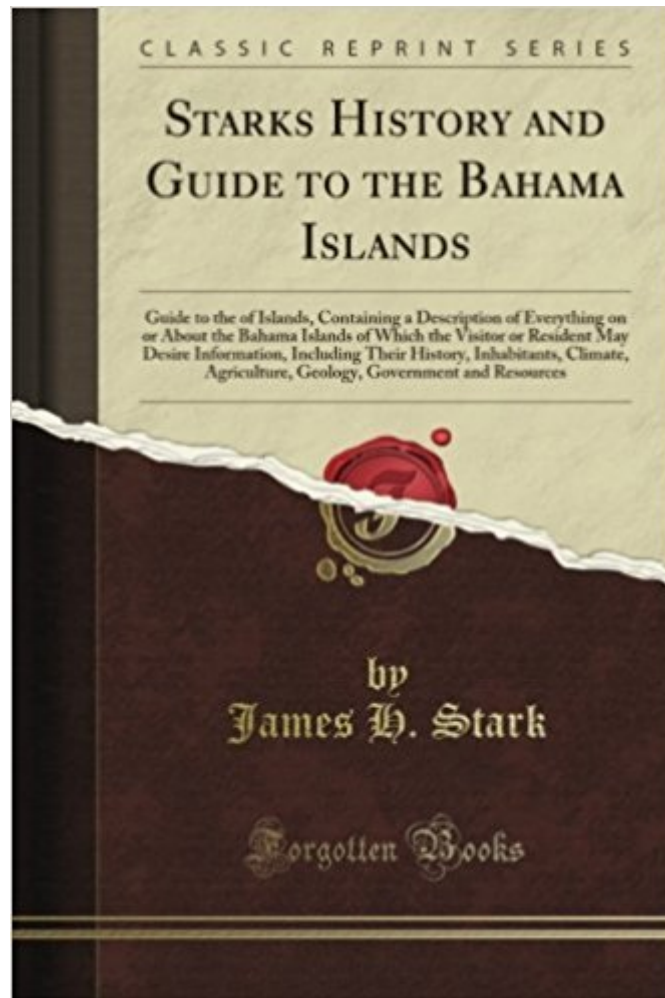 CLASSIC REPRINT SERIES
STARKS HISTORY AND
GUIDE TO THE BAHAMA
ISLANDS
Guide to the of Islands, Containing a Description of Everything on
or About the Bahama Islands of Which the Visitor or Resident May
Desire Information, Including Their History, Inhabitants, Climate,
Agriculture, Geology, Government and Resources
by
James H. Stark
Forgotten Books